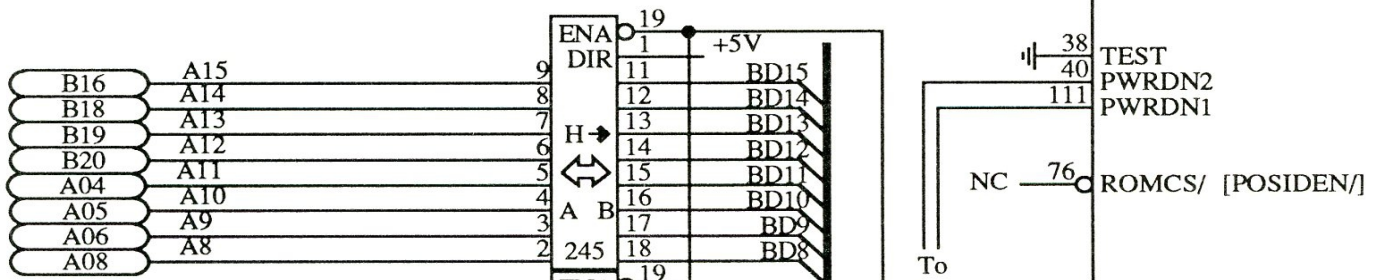 19
ENA
1
+5V
DIR
38 TEST
B16 A15 9 11 BD15
40 PWRDN2
B18 A14 8 12 BD14
111 PWRDN1
B19 A13 7 H 13 BD13
B20 A12 6 14 BD12
A04 A11 5 15 BD11
NC 76 ROMCS/ [POSIDEN/]
A05 A10 4 A B 16 BD10
A06 A9 3 17 BD9
A08 A8 2 245 18 BD8
To
19